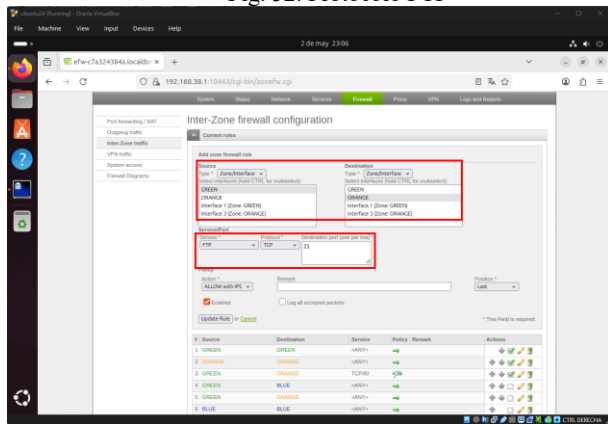 ubuntu24 [Running] - Oracle VirtualBox
File Machine View Input Devices Help
2 de may 23:06
efw-c7a324384a.localdor ×
192.168.38.1:10443/cgi-bin/zonefw.cgi
System Status Network Services Firewall Proxy VPN Logs and Reports
Port forwarding / NAT
Outgoing traffic
Inter-Zone traffic
VPN traffic
System access
Firewall Diagrams
Inter-Zone firewall configuration
Current rules
Add zone firewall rule
Source Destination
Type * Zone/Interface Type * Zone/Interface
Select interfaces (hold CTRL for multiselect) Select interfaces (hold CTRL for multiselect)
GREEN GREEN
ORANGE ORANGE
Interface 1 (Zone: GREEN) Interface 1 (Zone: GREEN)
Interface 3 (Zone: ORANGE) Interface 3 (Zone: ORANGE)
Service/Port
Service * Protocol * Destination port (one per line)
FTP TCP 21
Policy
Action * Remark Position *
ALLOW with IPS Last
Enabled Log all accepted packets
Update Rule or Cancel * This Field is required.
# Source Destination Service Policy Remark Actions
1 GREEN GREEN <ANY>
2 ORANGE ORANGE <ANY>
3 GREEN ORANGE TCP/80
4 GREEN BLUE <ANY>
5 GREEN ORANGE <ANY>
6 BLUE BLUE <ANY>
CTRL DERECHA